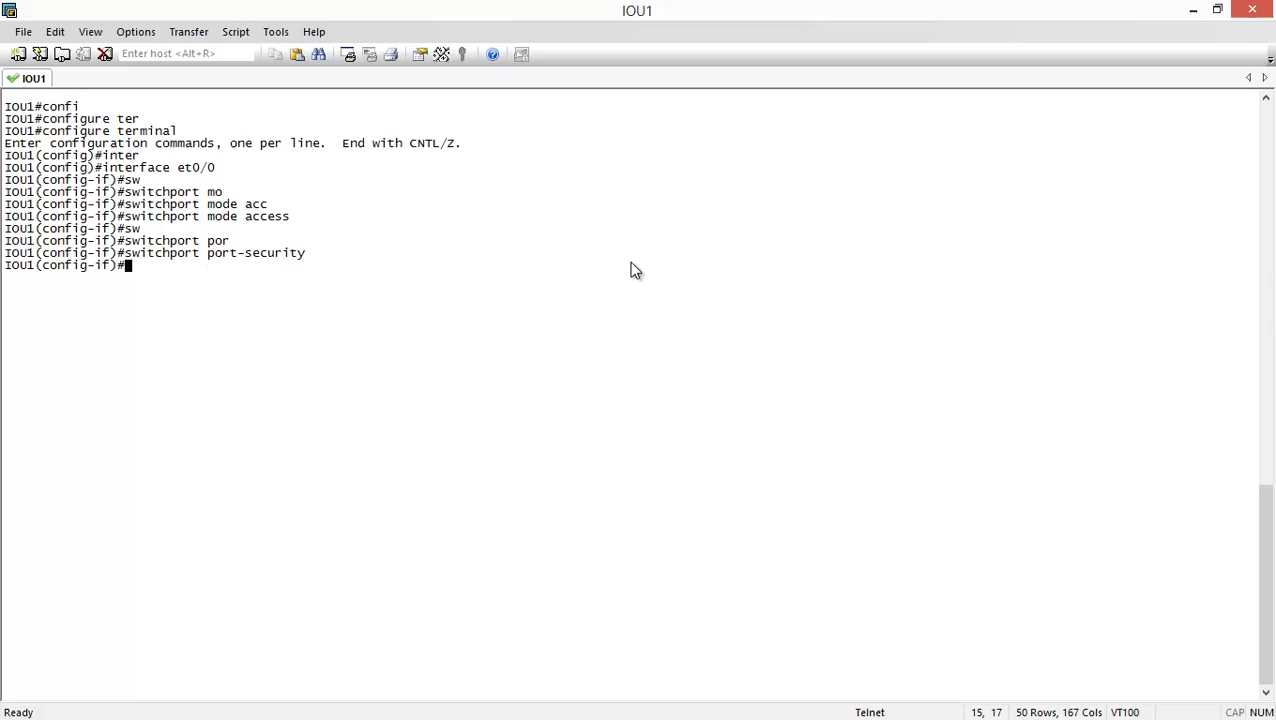 IOU1
File Edit View Options Transfer Script Tools Help
Enter host <Alt+R>
IOU1
IOU1#confi
IOU1#configure ter
IOU1#configure terminal
Enter configuration commands, one per line.  End with CNTL/Z.
IOU1(config)#inter
IOU1(config)#interface et0/0
IOU1(config-if)#sw
IOU1(config-if)#switchport mo
IOU1(config-if)#switchport mode acc
IOU1(config-if)#switchport mode access
IOU1(config-if)#sw
IOU1(config-if)#switchport por
IOU1(config-if)#switchport port-security
IOU1(config-if)#
Ready Telnet 15, 17 50 Rows, 167 Cols VT100 CAP NUM